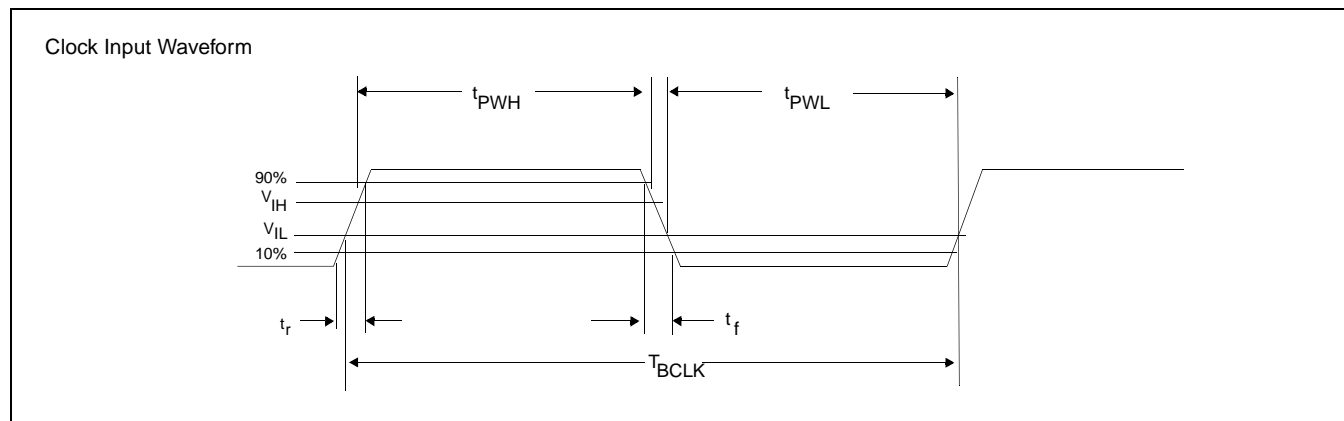 Clock Input Waveform
tPWH
tPWL
90%
VIH
VIL
10%
tr
tf
TBCLK